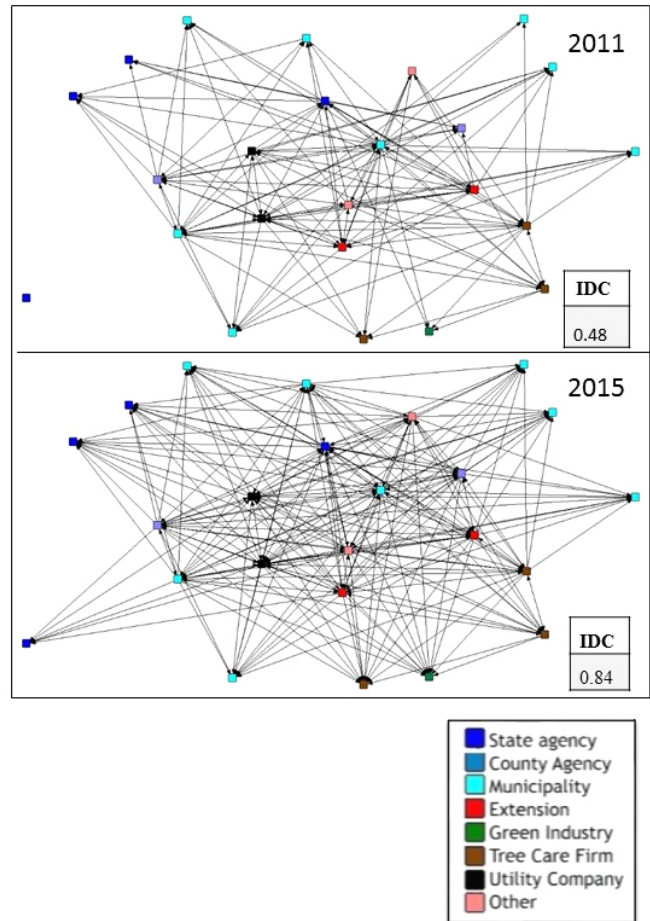 2011
IDC
0.48
2015
IDC
0.84
State agency
County Agency
Municipality
Extension
Green Industry
Tree Care Firm
Utility Company
Other